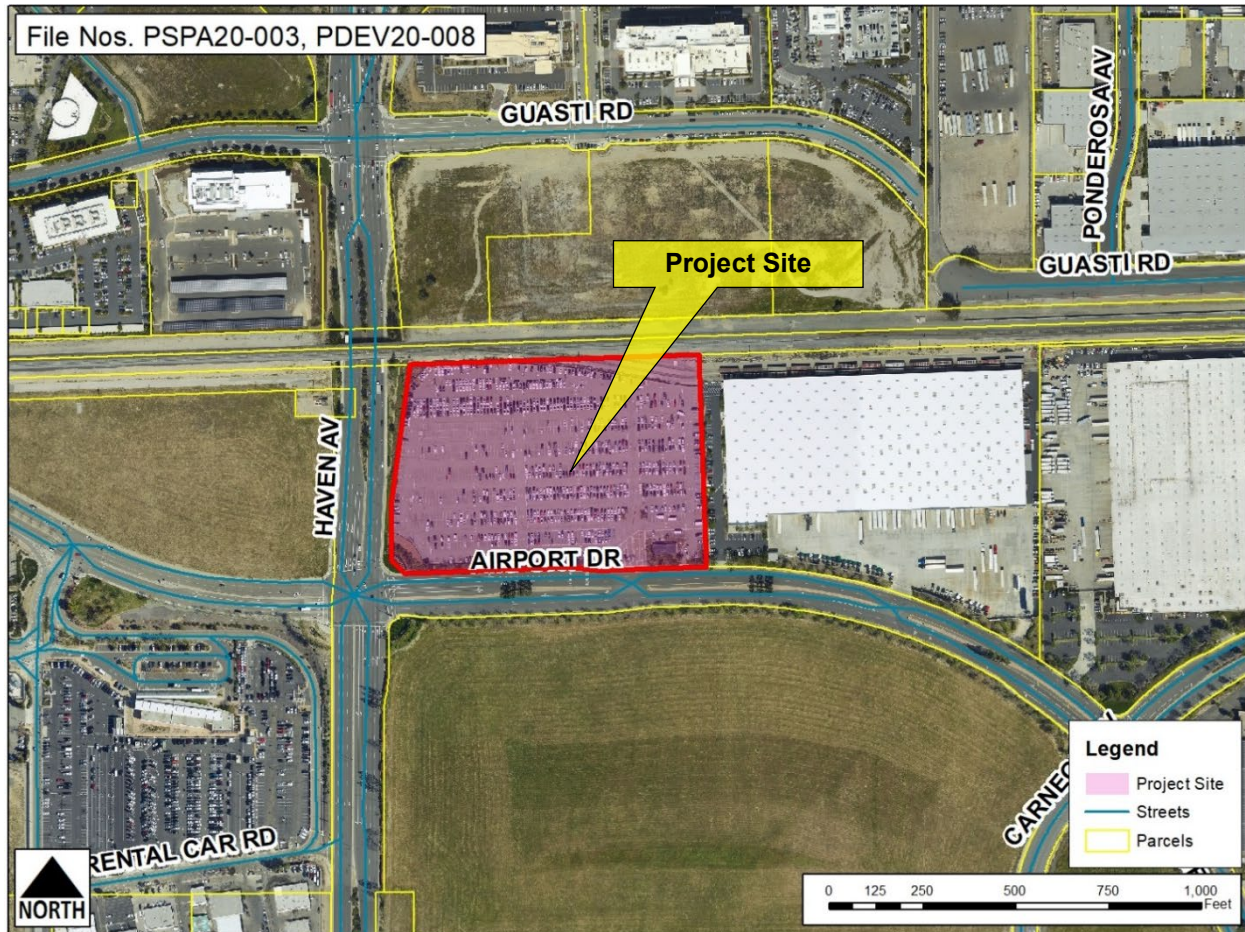 File Nos. PSPA20-003, PDEV20-008
GUASTI RD
PONDEROSA AV
Project Site
GUASTI RD
HAVEN AV
AIRPORT DR
RENTAL CAR RD
Legend
Project Site
Streets
Parcels
NORTH
0 125 250 500 750 1,000
Feet